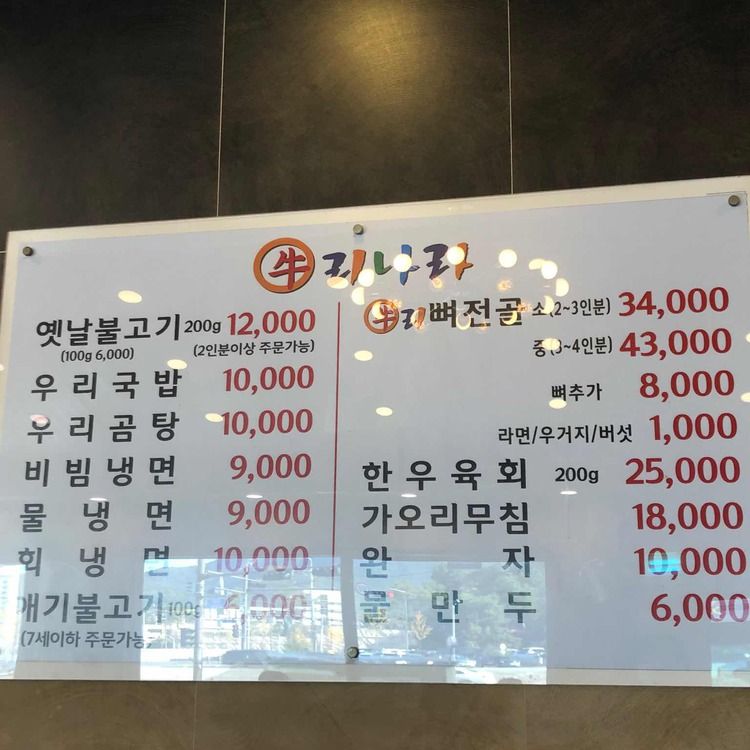 牛리나라
옛날불고기 200g 12,000
(100g 6,000) (2인분이상 주문가능)
우리국밥 10,000
우리곰탕 10,000
비빔냉면 9,000
물냉면 9,000
회냉면 10,000
애기불고기 100g 6,000
(7세이하 주문가능)
牛리뼈전골 소(2~3인분) 34,000
중(3~4인분) 43,000
뼈추가 8,000
라면/우거지/버섯 1,000
한우육회 200g 25,000
가오리무침 18,000
완자 10,000
물만두 6,000